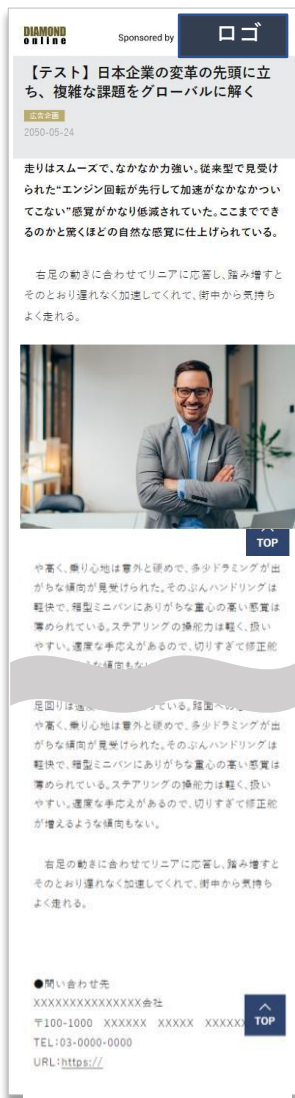 DIAMOND
online
Sponsored by
ロゴ
【テスト】日本企業の変革の先頭に立
ち、複雑な課題をグローバルに解く
広告企画
2050-05-24
走りはスムーズで、なかなか力強い。従来型で見受け
られた“エンジン回転が先行して加速がなかなかつい
てこない”感覚がかなり低減されていた。ここまででき
るのかと驚くほどの自然な感覚に仕上げられている。
右足の動きに合わせてリニアに応答し、踏み増すと
そのとおり遅れなく加速してくれて、街中から気持ち
よく走れる。
TOP
や高く、乗り心地は意外と硬めで、多少ドラミングが出
がちな傾向が見受けられた。そのぶんハンドリングは
軽快で、箱型ミニバンにありがちな重心の高い感覚は
薄められている。ステアリングの操舵力は軽く、扱い
やすい。適度な手応えがあるので、切りすぎて修正舵
な傾向もない
足回りは適度
っている。路面への
や高く、乗り心地は意外と硬めで、多少ドラミングが出
がちな傾向が見受けられた。そのぶんハンドリングは
軽快で、箱型ミニバンにありがちな重心の高い感覚は
薄められている。ステアリングの操舵力は軽く、扱い
やすい。適度な手応えがあるので、切りすぎて修正舵
が増えるような傾向もない。
右足の動きに合わせてリニアに応答し、踏み増すと
そのとおり遅れなく加速してくれて、街中から気持ち
よく走れる。
●問い合わせ先
XXXXXXXXXXXXXXX会社
〒100-1000 XXXXXX XXXXX XXXXXX
TOP
TEL:03-0000-0000
URL:https://